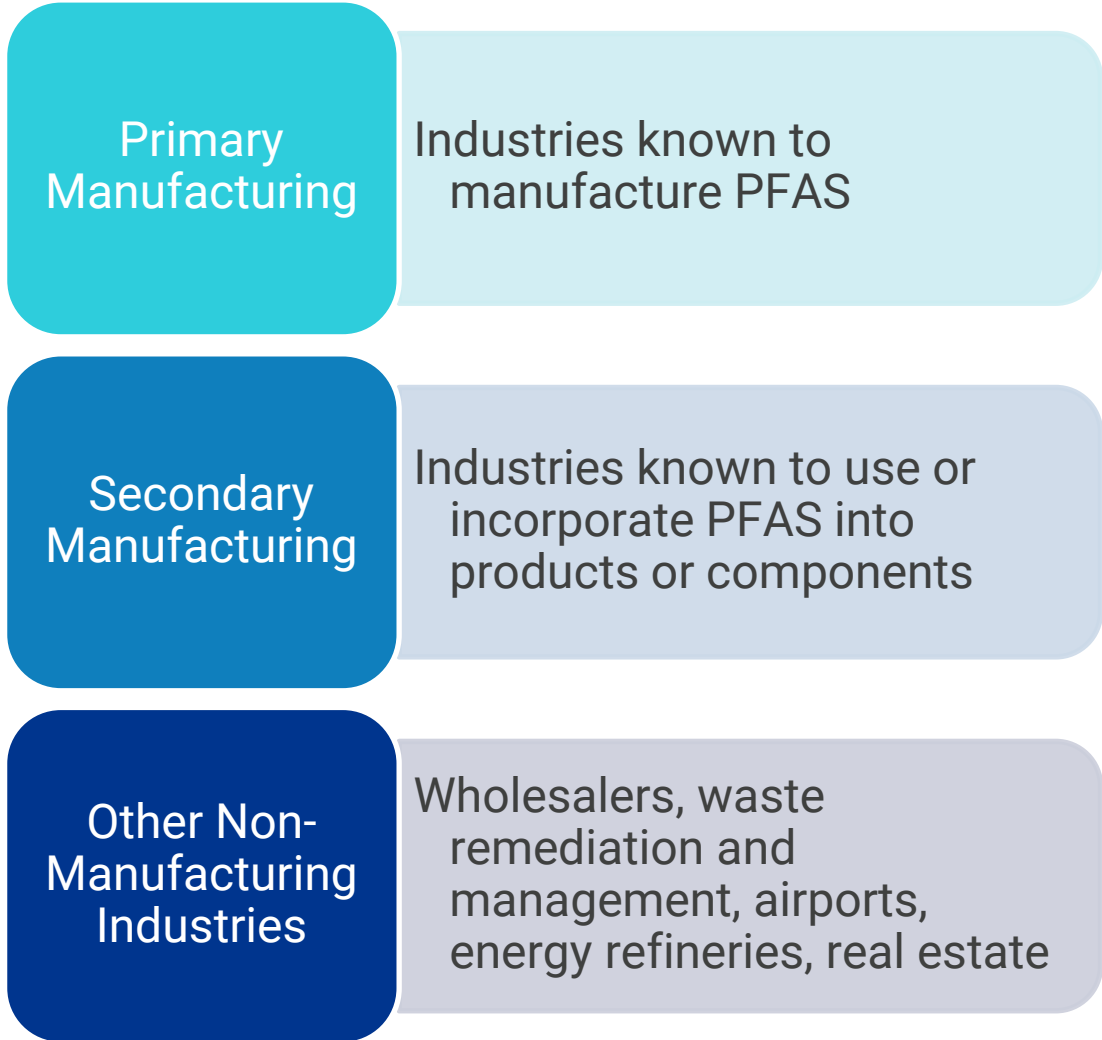 Primary
Manufacturing
Industries known to
manufacture PFAS
Secondary
Manufacturing
Industries known to use or
incorporate PFAS into
products or components
Other Non-
Manufacturing
Industries
Wholesalers, waste
remediation and
management, airports,
energy refineries, real estate